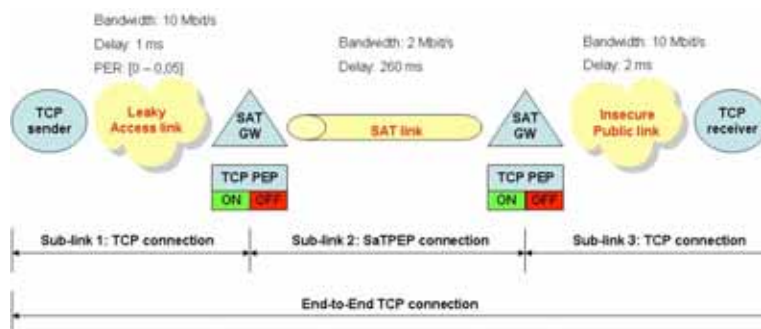 Bandwidth: 10 Mbit/s
Delay: 1 ms
PER: [0 – 0,05]
Bandwidth: 2 Mbit/s
Delay: 260 ms
Bandwidth: 10 Mbit/s
Delay: 2 ms
TCP
sender
Leaky
Access link
SAT
GW
SAT link
SAT
GW
Insecure
Public link
TCP
receiver
TCP PEP
ON OFF
TCP PEP
ON OFF
Sub-link 1: TCP connection
Sub-link 2: SaTPEP connection
Sub-link 3: TCP connection
End-to-End TCP connection